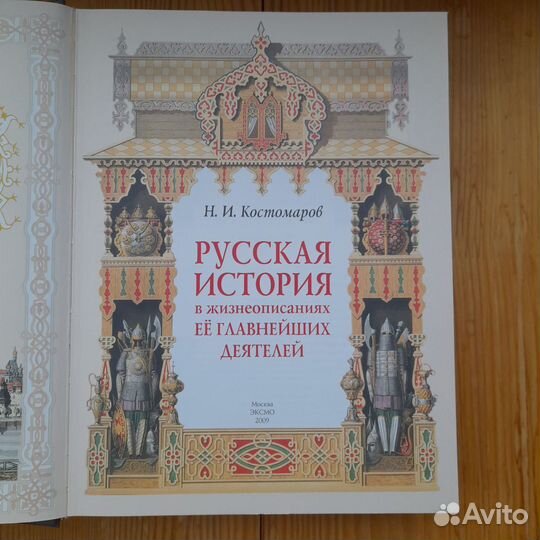 Н. И. Костомаров
РУССКАЯ
ИСТОРИЯ
в жизнеописаниях
её главнейших
деятелей
Москва
ЭКСМО
2009
Avito